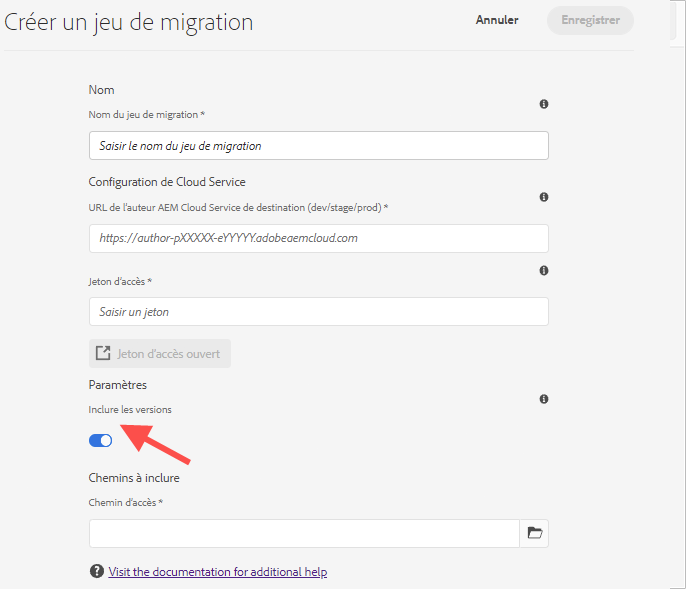 Créer un jeu de migration
Annuler
Enregistrer
Nom
Nom du jeu de migration *
Saisir le nom du jeu de migration
Configuration de Cloud Service
URL de l'auteur AEM Cloud Service de destination (dev/stage/prod) *
https://author-pXXXXX-eYYYYY.adobeaemcloud.com
Jeton d'accès *
Saisir un jeton
Jeton d'accès ouvert
Paramètres
Inclure les versions
Chemins à inclure
Chemin d'accès *
Visit the documentation for additional help